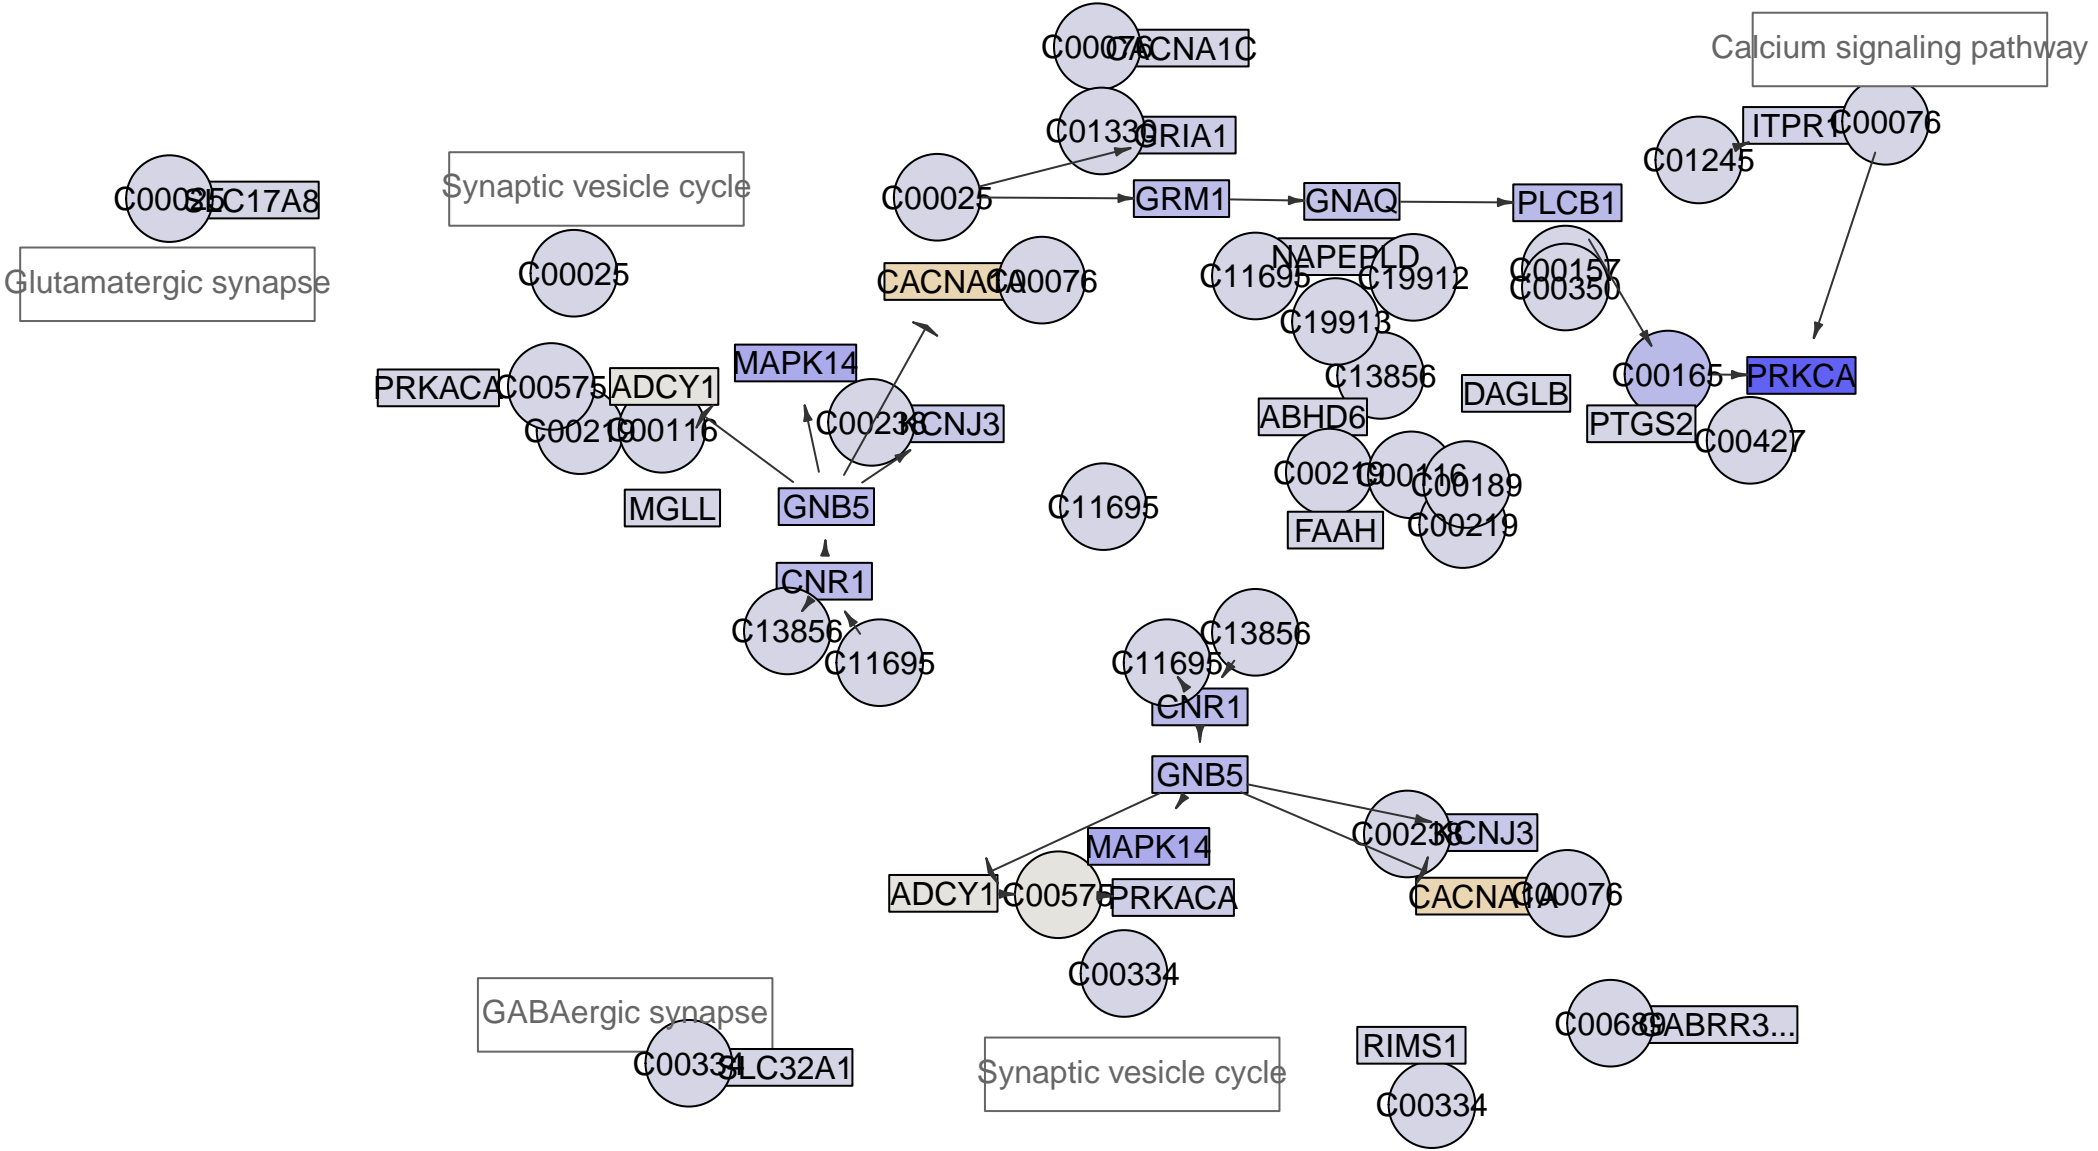 C00076
CACNA1C
Calcium signaling pathway
C01330
GRIA1
ITPR1
C00076
C01245
Synaptic vesicle cycle
C00025
SLC17A8
C00025
GRM1
GNAQ
PLCB1
Glutamatergic synapse
C00025
CACNA1A
C00076
C11695
NAPEPLD
C19912
C00157
C00350
C19913
MAPK14
PRKACA
C00575
ADCY1
C13856
DAGLB
C00165
PRKCA
C00219
C00116
C00238
KCNJ3
ABHD6
PTGS2
C00427
MGLL
GNB5
C11695
C00219
C00116
C00189
FAAH
C00219
CNR1
C13856
C11695
C11695
C13856
CNR1
GNB5
MAPK14
C00238
KCNJ3
ADCY1
C00575
PRKACA
CACNA1A
C00076
C00334
GABAergic synapse
C00334
SLC32A1
Synaptic vesicle cycle
RIMS1
C00334
C00689
GABRR3...